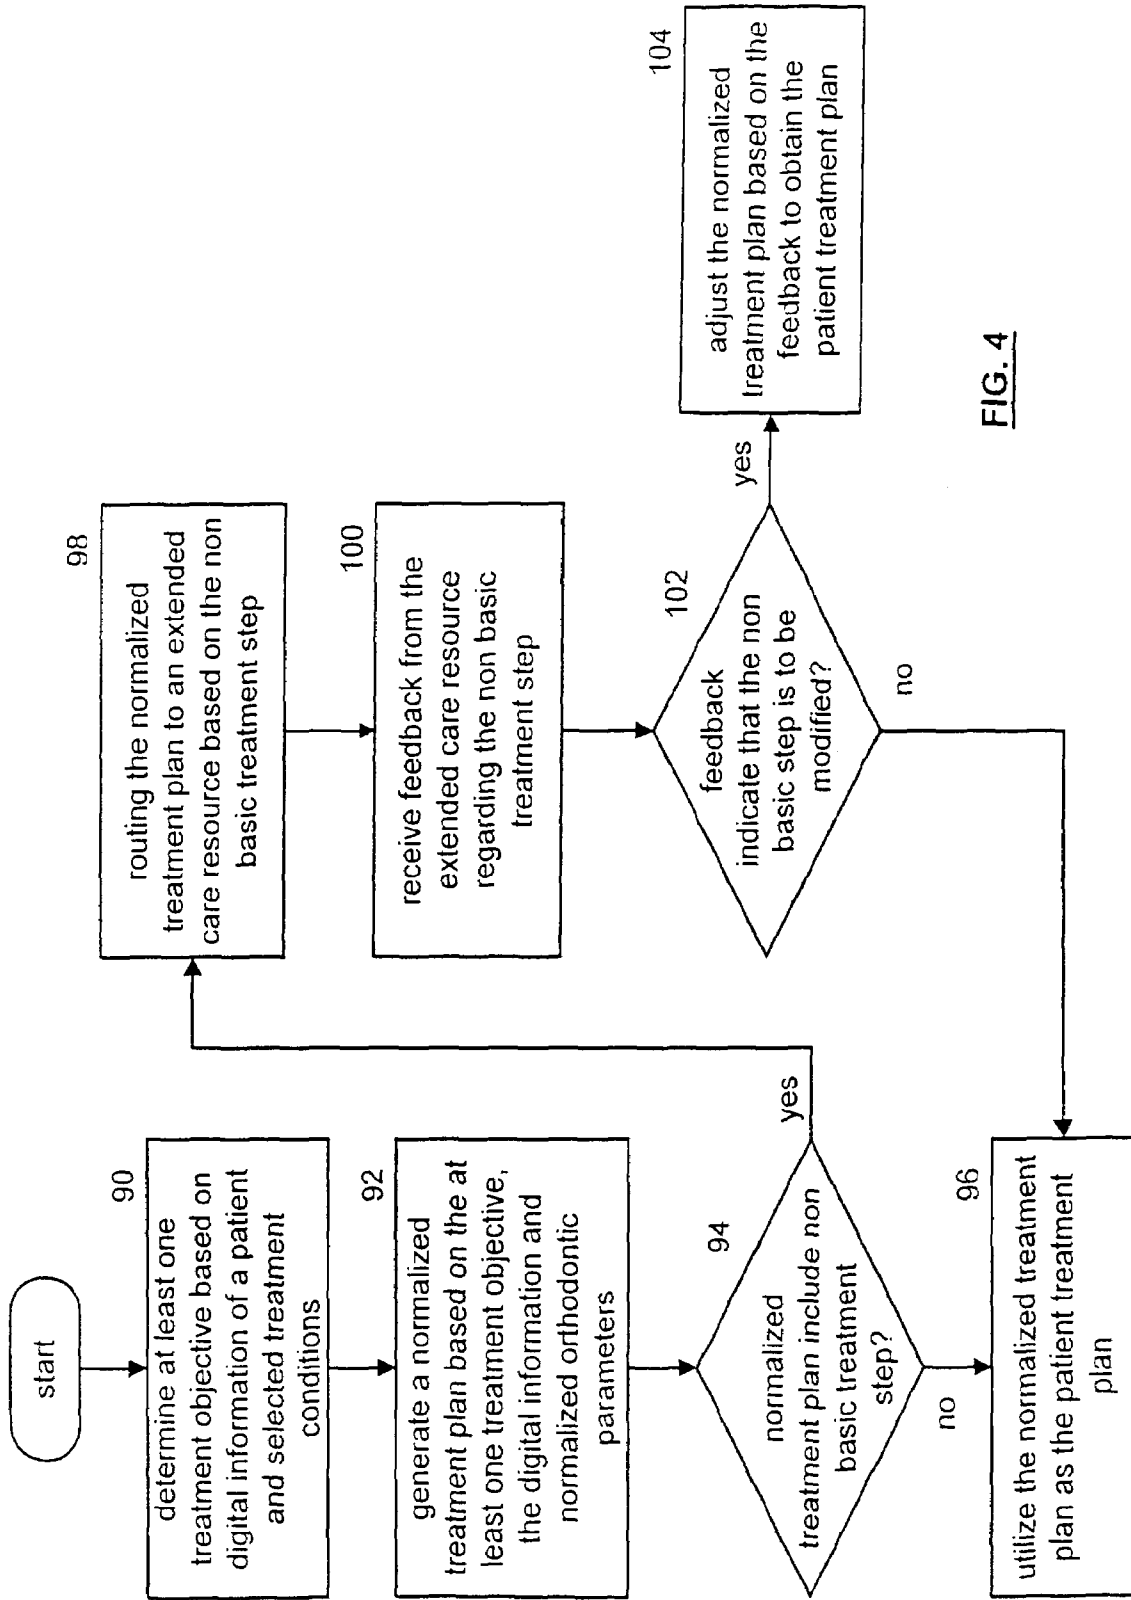 start
90
determine at least one
treatment objective based on
digital information of a patient
and selected treatment
conditions
92
generate a normalized
treatment plan based on the at
least one treatment objective,
the digital information and
normalized orthodontic
parameters
94
normalized
treatment plan include non
basic treatment
step?
yes
no
96
utilize the normalized treatment
plan as the patient treatment
plan
98
routing the normalized
treatment plan to an extended
care resource based on the non
basic treatment step
100
receive feedback from the
extended care resource
regarding the non basic
treatment step
102
feedback
indicate that the non
basic step is to be
modified?
yes
no
104
adjust the normalized
treatment plan based on the
feedback to obtain the
patient treatment plan
FIG. 4